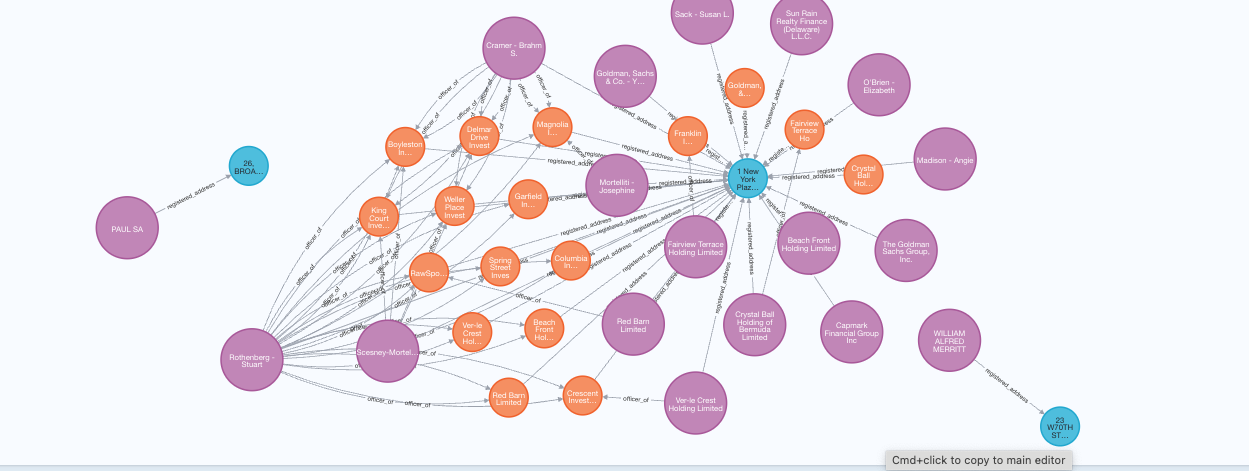 Sack - Susan L.
Sun Rain
Realty Finance
(Delaware)
L.L.C.
Cramer - Brahm
S.
Goldman, Sachs
& Co. - Y...
Goldman,
&...
O'Brien -
Elizabeth
Magnolia
I...
Delmar
Drive Invest
Franklin
I...
Fairview
Terrace
Ho
Boyleston
In...
26,
BROA...
Mortelliti -
Josephine
1 New
York
Plaz...
Crystal
Ball
Hol...
Madison - Angie
registered_address
PAUL SA
King
Court
Inve...
Weller
Place
Invest
Garfield
In...
Fairview Terrace
Holding Limited
Beach Front
Holding Limited
The Goldman
Sachs Group,
Inc.
RawSpo...
Spring
Street
Inves
Columbia
In...
officer_of
registered_address
Ver-le
Crest
Hol...
Beach
Front
Hol...
Red Barn
Limited
Crystal Ball
Holding of
Bermuda
Limited
Capmark
Financial Group
Inc
WILLIAM
ALFRED
MERRITT
Rothenberg -
Stuart
Scesney-Mortel...
registered_address
Red Barn
Limited
Crescent
Invest...
officer_of
Ver-le Crest
Holding Limited
officer_of
officer_of
23
W70TH
ST...
Cmd+click to copy to main editor